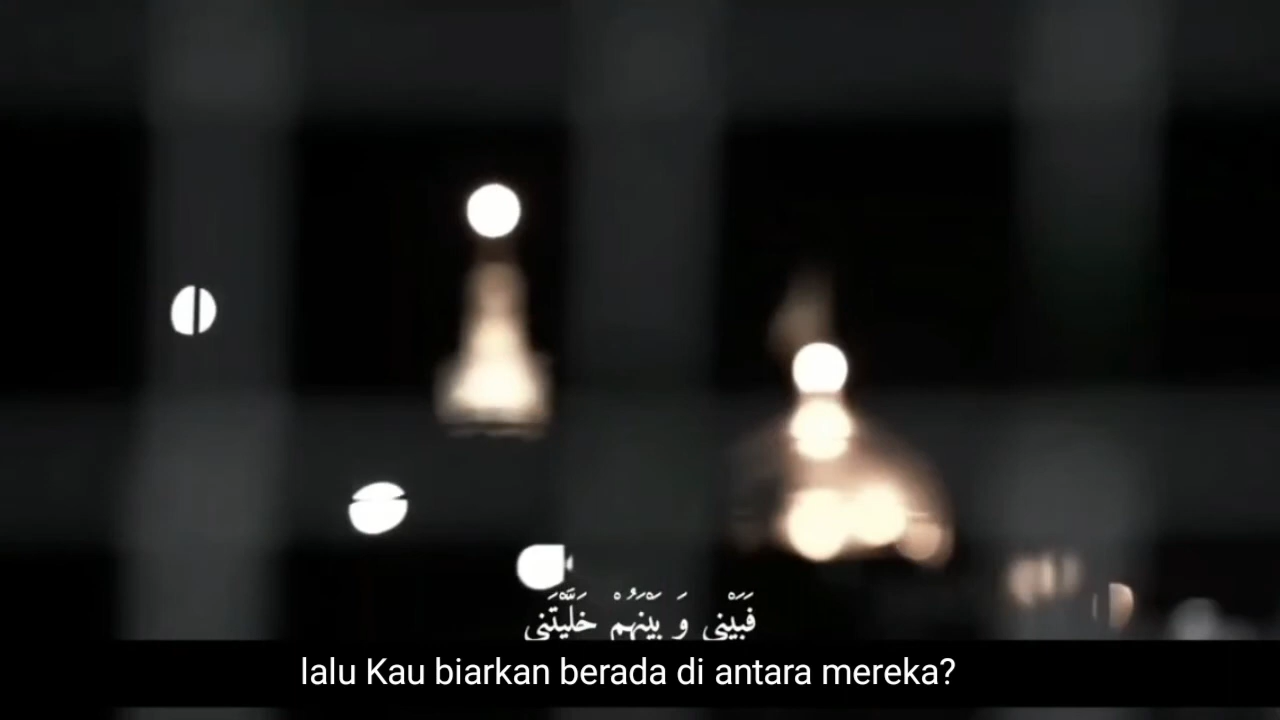 فَبَيْنِي وَ بَيْنَهُمْ خَلَّيْتَنِي
lalu Kau biarkan berada di antara mereka?